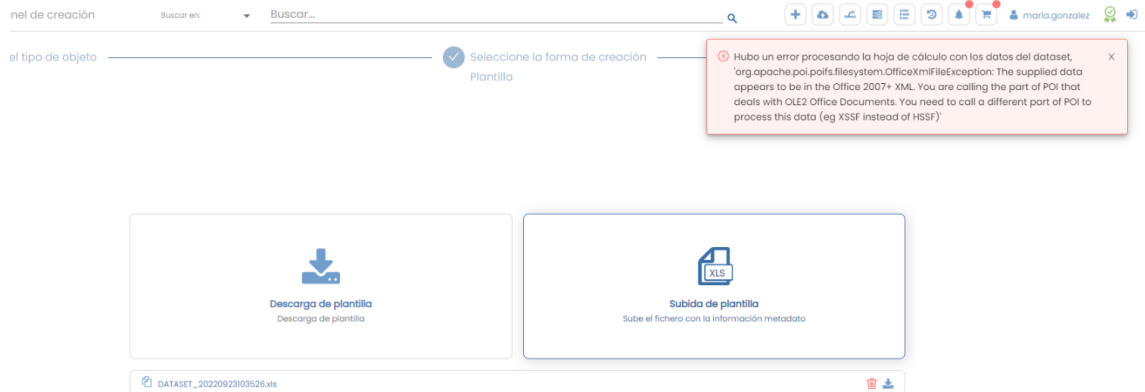 nel de creación
Buscar en:
Buscar...
maria.gonzalez
el tipo de objeto
Seleccione la forma de creación
Plantilla
Hubo un error procesando la hoja de cálculo con los datos del dataset,
'org.apache.poi.poifs.filesystem.OfficeXmlFileException: The supplied data
appears to be in the Office 2007+ XML. You are calling the part of POI that
deals with OLE2 Office Documents. You need to call a different part of POI to
process this data (eg XSSF instead of HSSF)'
Descarga de plantilla
Descarga de plantilla
XLS
Subida de plantilla
Sube el fichero con la información metadato
DATASET_20220923103526.xls